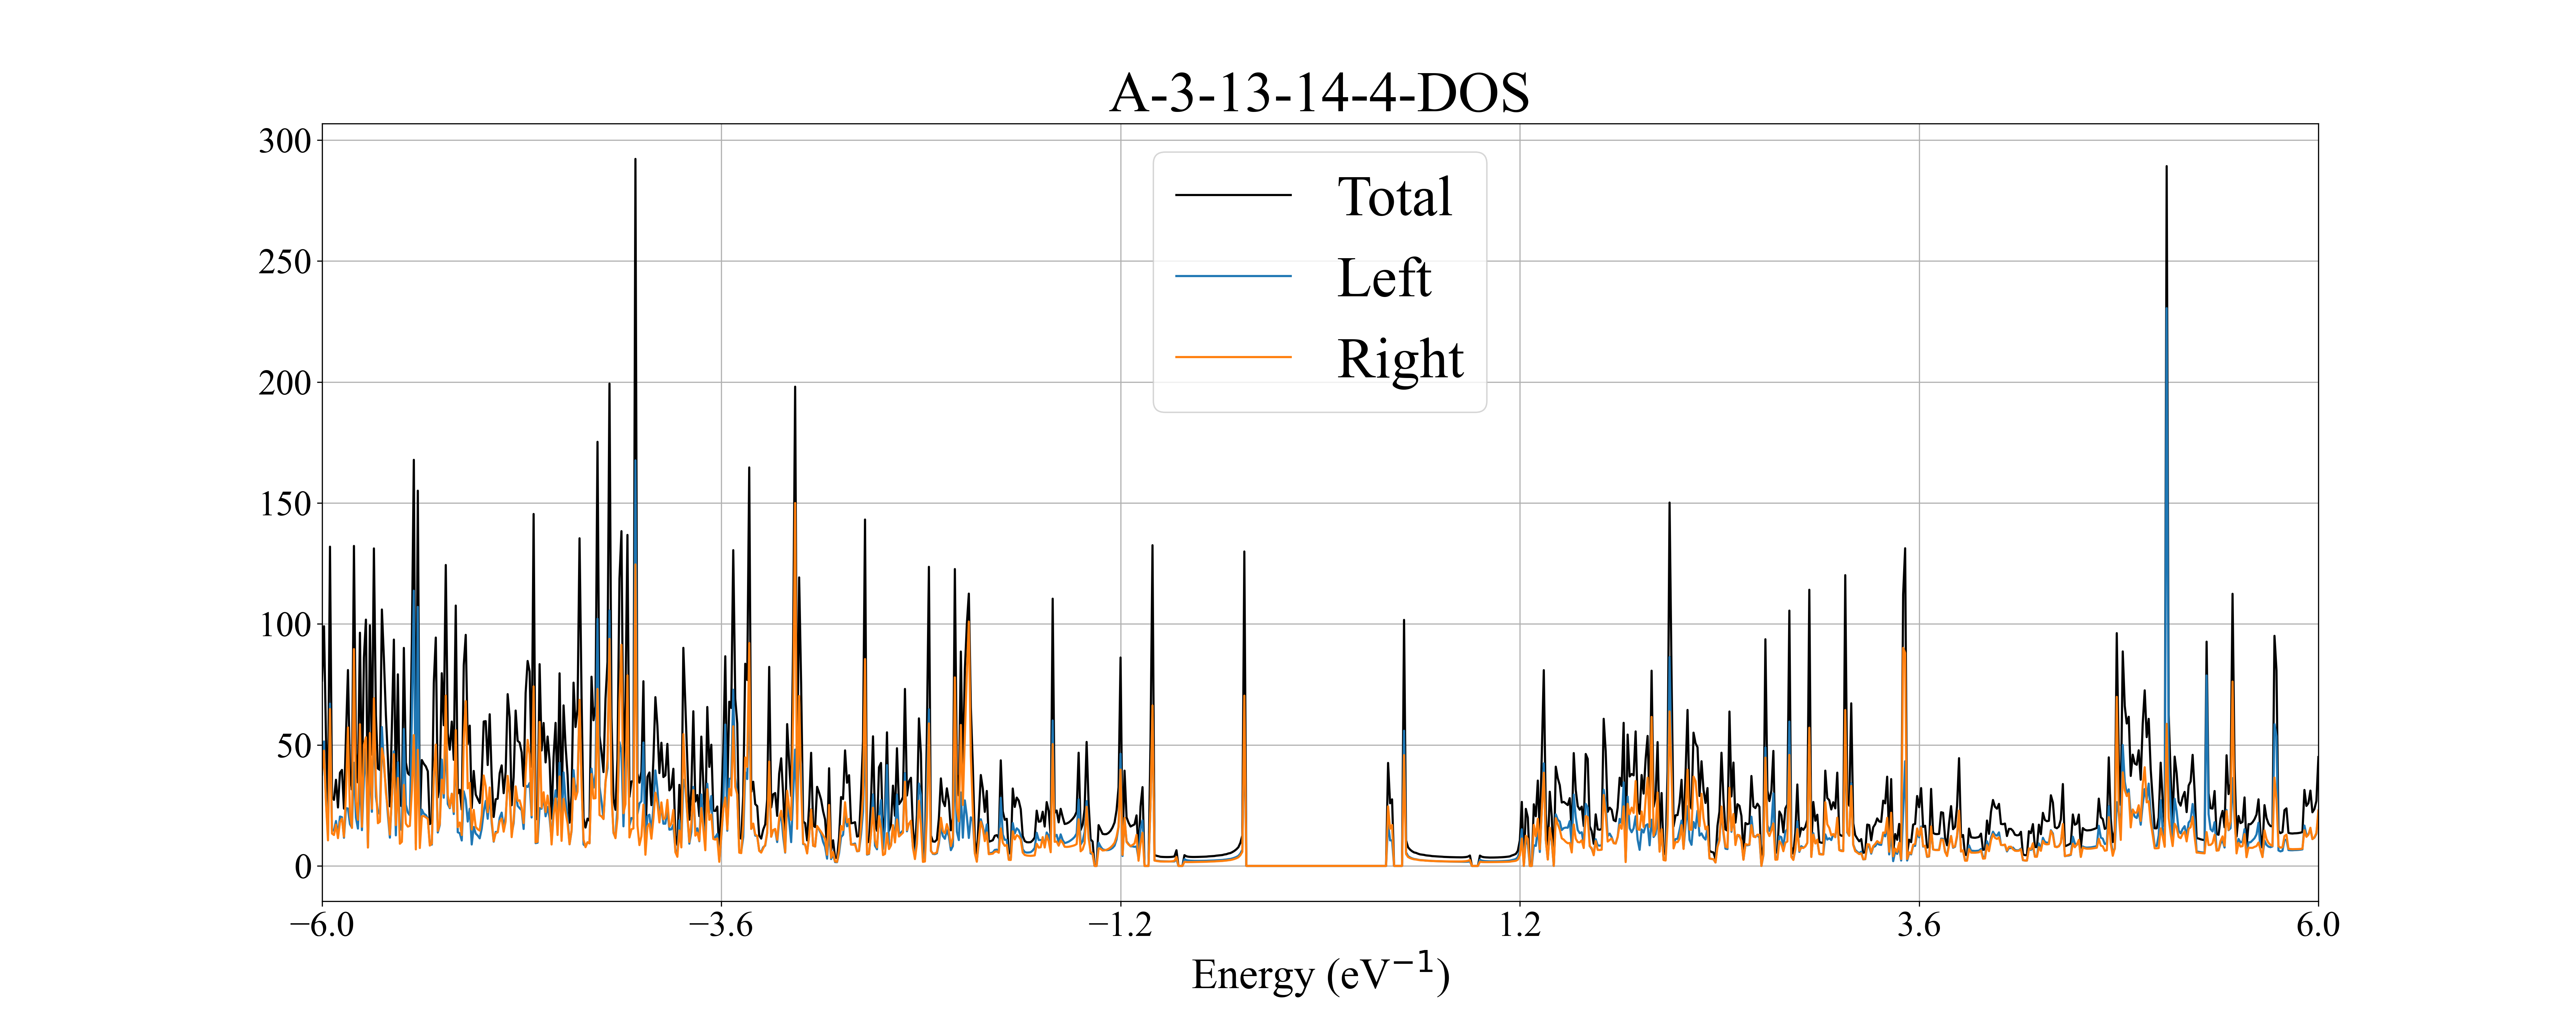 A-3-13-14-4-DOS
300
250
200
150
100
50
0
Total
Left
Right
−6.0
−3.6
−1.2
1.2
3.6
6.0
Energy (eV⁻¹)